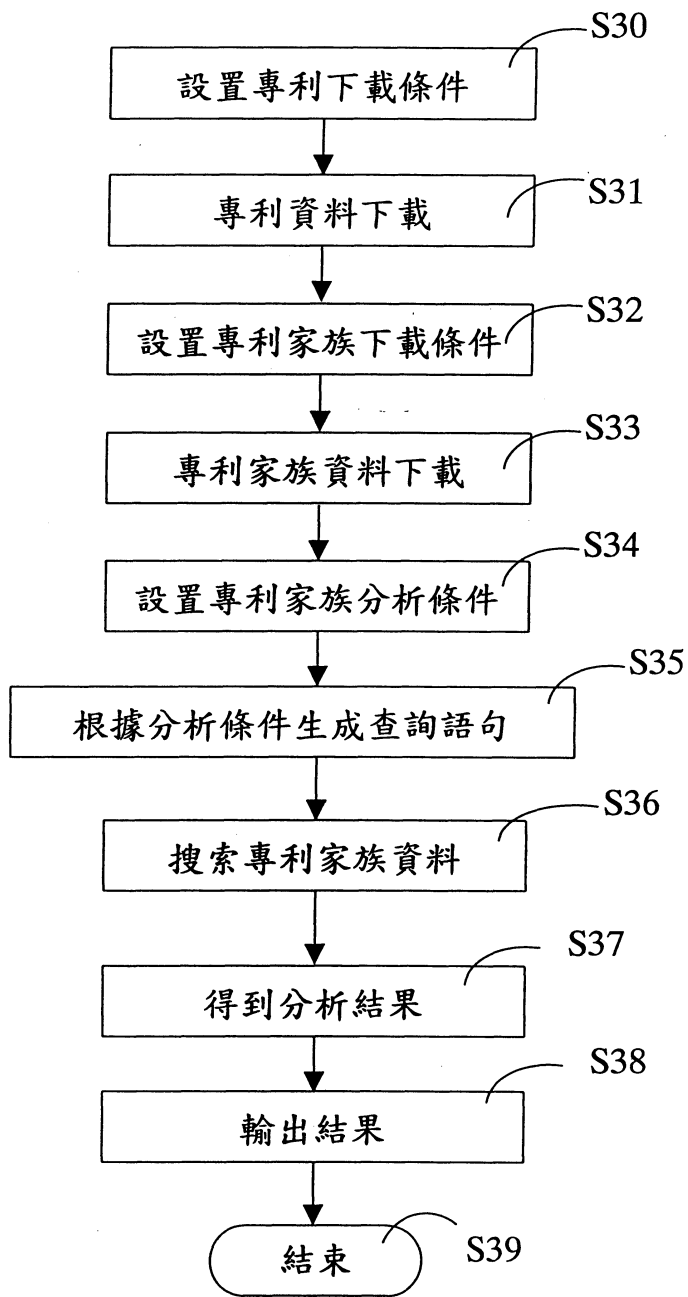 S30
設置專利下載條件
S31
專利資料下載
S32
設置專利家族下載條件
S33
專利家族資料下載
S34
設置專利家族分析條件
S35
根據分析條件生成查詢語句
S36
搜索專利家族資料
S37
得到分析結果
S38
輸出結果
結束
S39